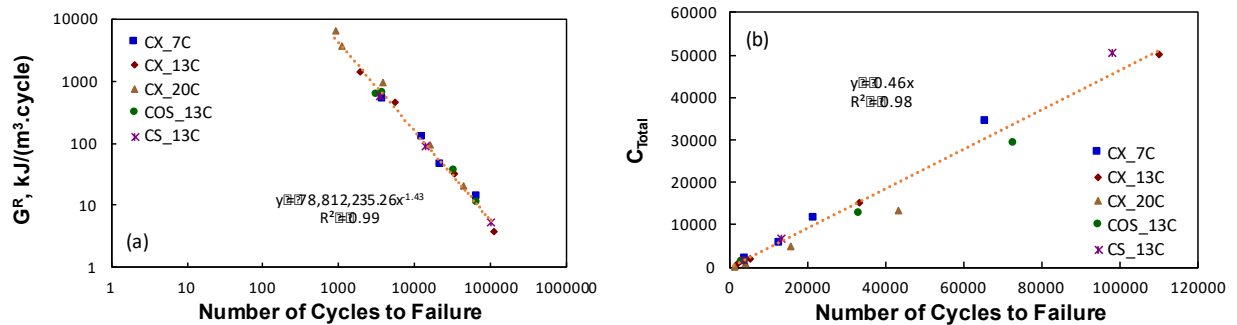 10000
1000
100
10
1
G^R, kJ/(m³.cycle)
CX_7C
CX_13C
CX_20C
COS_13C
CS_13C
y = 78,812,235.26x^-1.43
R² = 0.99
(a)
1 10 100 1000 10000 100000 1000000
Number of Cycles to Failure
60000
50000
40000
30000
20000
10000
0
C_Total
(b)
y = 0.46x
R² = 0.98
CX_7C
CX_13C
CX_20C
COS_13C
CS_13C
0 20000 40000 60000 80000 100000 120000
Number of Cycles to Failure